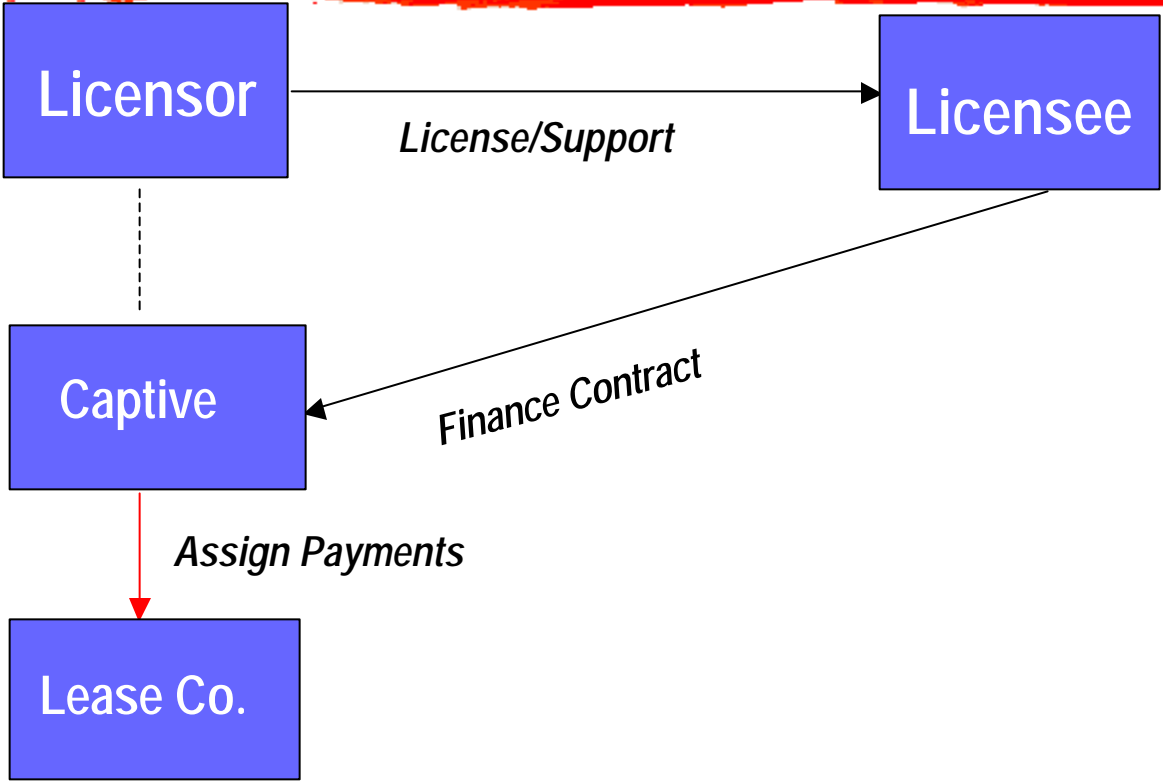 Licensor
Licensee
License/Support
Captive
Finance Contract
Assign Payments
Lease Co.